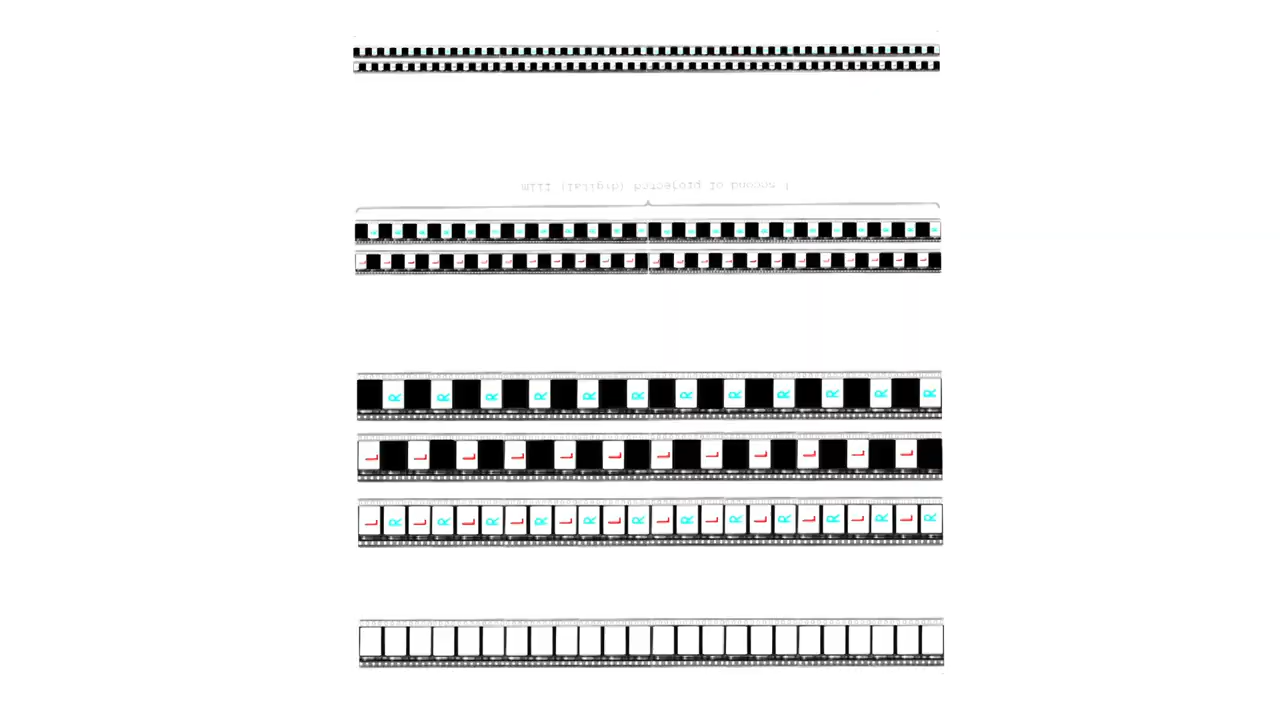 1 second of projected (digital) film
R R R R R R R R R R R R R R R R R R R R R R R R
L L L L L L L L L L L L L L L L L L L L L L L L
R R R R R R R R R R R R
L L L L L L L L L L L L
L R L R L R L R L R L R L R L R L R L R L R L R